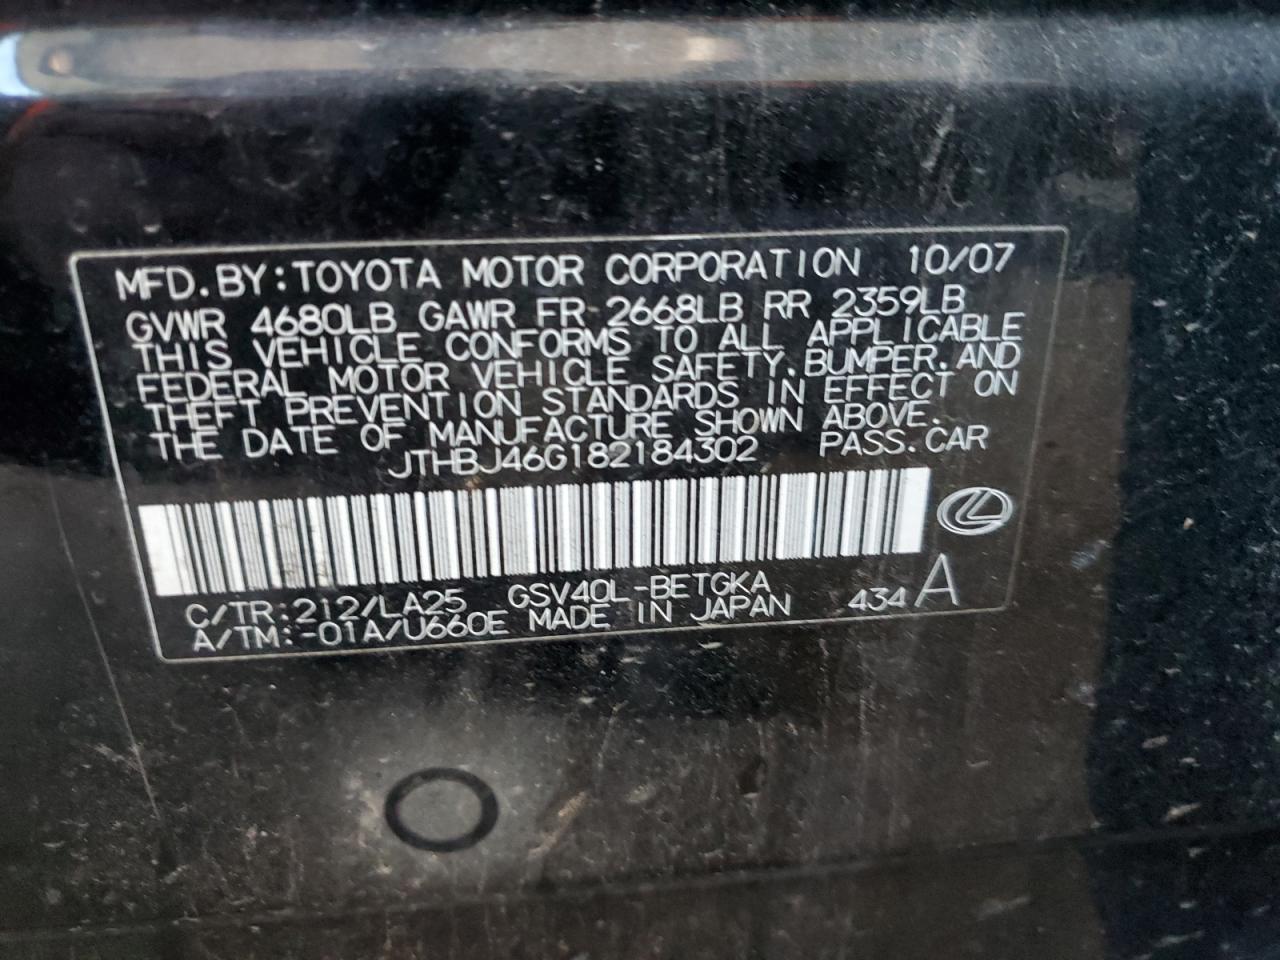 MFD. BY: TOYOTA MOTOR CORPORATION 10/07
GVWR 4680LB GAWR FR 2668LB RR 2359LB
THIS VEHICLE CONFORMS TO ALL APPLICABLE
FEDERAL MOTOR VEHICLE SAFETY, BUMPER, AND
THEFT PREVENTION STANDARDS IN EFFECT ON
THE DATE OF MANUFACTURE SHOWN ABOVE.
JTHBJ46G182184302 PASS. CAR
C/TR: 212/LA25 GSV40L-BETGKA
A/TM: -01A/U660E MADE IN JAPAN 434 A